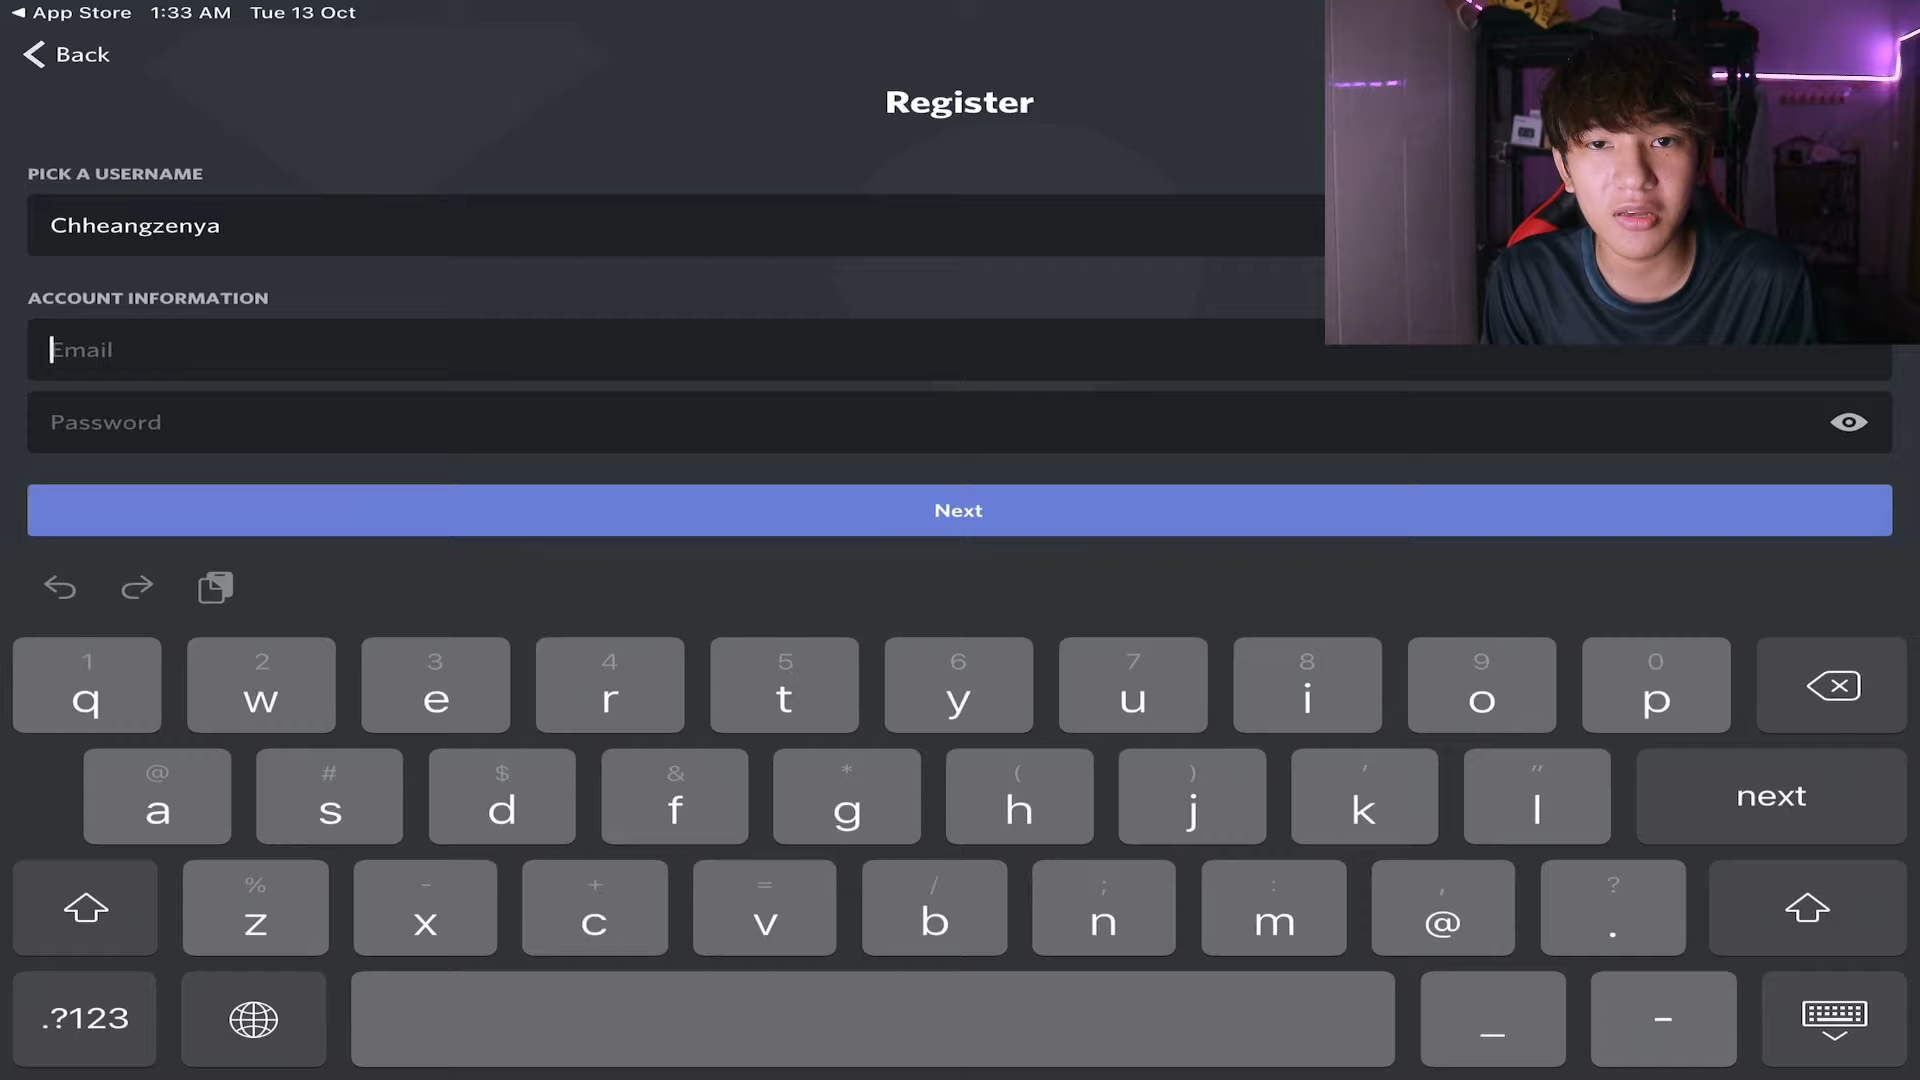 ◀ App Store 1:33 AM Tue 13 Oct
Back
Register
PICK A USERNAME
Chheangzenya
ACCOUNT INFORMATION
Email
Password
Next
1 2 3 4 5 6 7 8 9 0
q w e r t y u i o p
@ # $ & * ( ) ' "
a s d f g h j k l next
% - + = / ; : , ?
z x c v b n m @ .
.?123 _ -